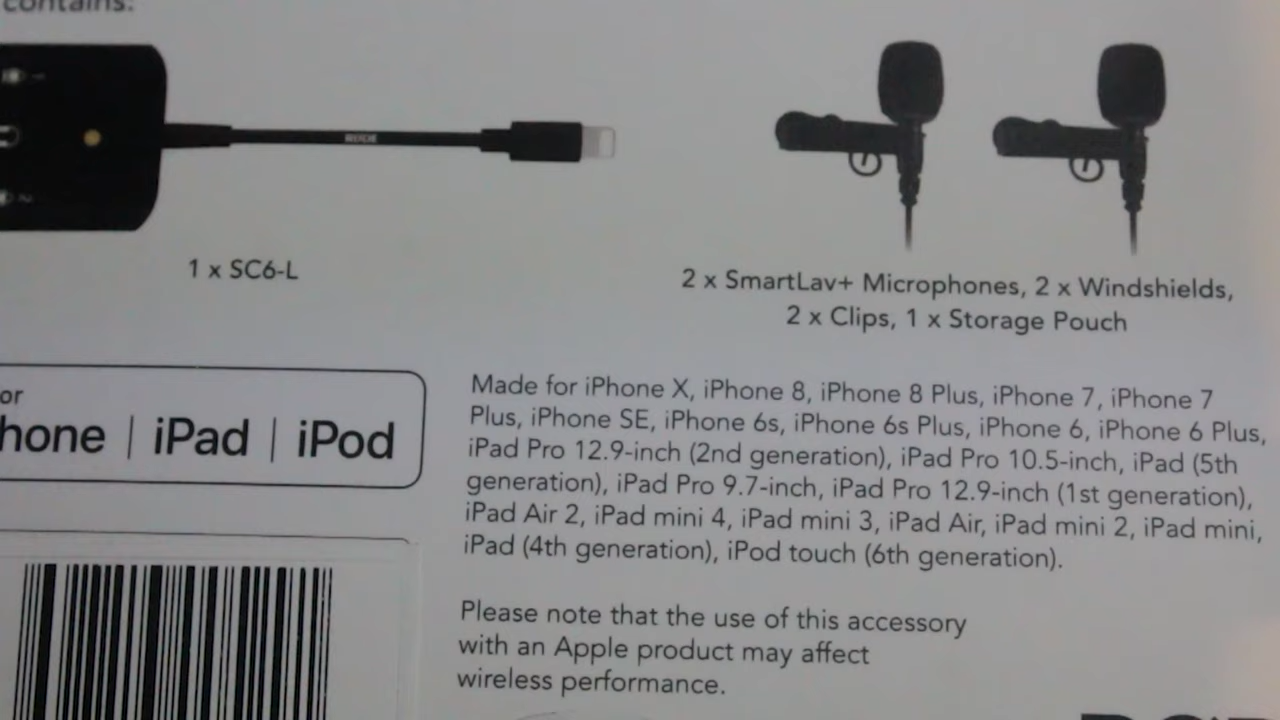 contains:
RODE
1 x SC6-L
2 x SmartLav+ Microphones, 2 x Windshields,
2 x Clips, 1 x Storage Pouch
or
hone | iPad | iPod
Made for iPhone X, iPhone 8, iPhone 8 Plus, iPhone 7, iPhone 7
Plus, iPhone SE, iPhone 6s, iPhone 6s Plus, iPhone 6, iPhone 6 Plus,
iPad Pro 12.9-inch (2nd generation), iPad Pro 10.5-inch, iPad (5th
generation), iPad Pro 9.7-inch, iPad Pro 12.9-inch (1st generation),
iPad Air 2, iPad mini 4, iPad mini 3, iPad Air, iPad mini 2, iPad mini,
iPad (4th generation), iPod touch (6th generation).
Please note that the use of this accessory
with an Apple product may affect
wireless performance.